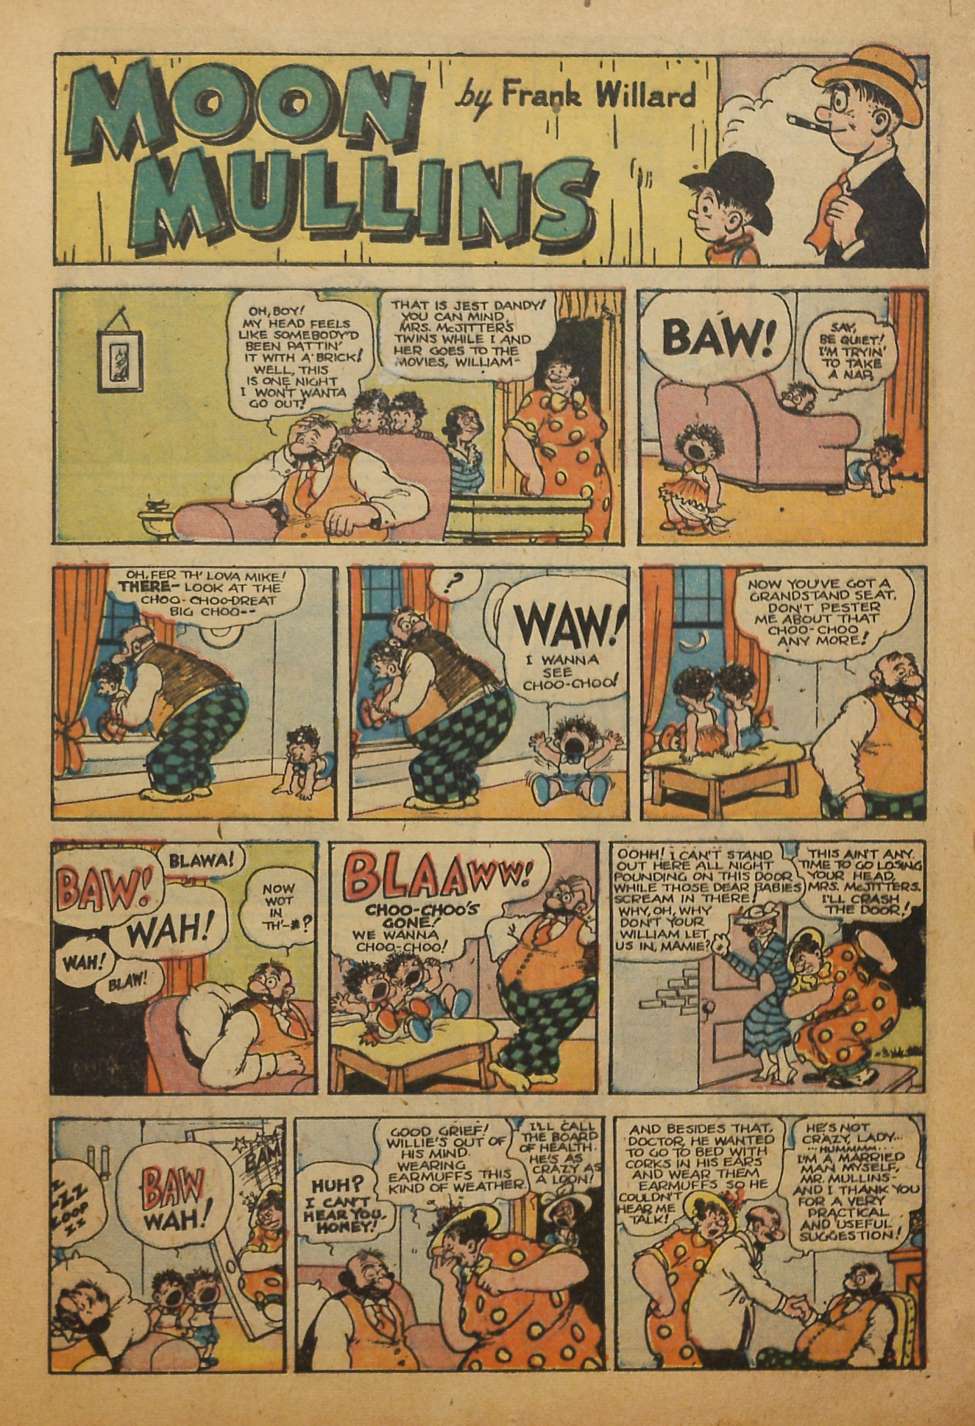 MOON
MULLINS
by Frank Willard
OH, BOY!
MY HEAD FEELS
LIKE SOMEBODY'D
BEEN PATTIN'
IT WITH A BRICK!
WELL, THIS
IS ONE NIGHT
I WON'T WANTA
GO OUT!
THAT IS JEST DANDY!
YOU CAN MIND
MRS. McJITTER'S
TWINS WHILE I AND
HER GOES TO THE
MOVIES, WILLIAM-
BAW!
SAY,
BE QUIET!
I'M TRYIN'
TO TAKE
A NAP.
OH, FER TH' LOVA MIKE!
THERE- LOOK AT THE
CHOO-CHOO-DREAT
BIG CHOO--
?
WAW!
I WANNA
SEE
CHOO-CHOO!
NOW YOU'VE GOT A
GRANDSTAND SEAT.
DON'T PESTER
ME ABOUT THAT
CHOO-CHOO
ANY MORE!
BAW!
BLAWA!
WAH!
WAH!
BLAW!
NOW
WOT
IN
TH'-*?
BLAAWW!
CHOO-CHOO'S
GONE!
WE WANNA
CHOO-CHOO!
OOHH! I CAN'T STAND
OUT HERE ALL NIGHT
POUNDING ON THIS DOOR
WHILE THOSE DEAR BABIES
SCREAM IN THERE!
WHY, OH, WHY
DON'T YOUR
WILLIAM LET
US IN, MAMIE?
THIS AIN'T ANY
TIME TO GO LOSING
YOUR HEAD,
MRS. McJITTERS.
I'LL CRASH
THE DOOR!
Z
ZZZ
LOOP
ZZ
BAW
WAH!
BAM
HUH?
I CAN'T
HEAR YOU,
HONEY!
GOOD GRIEF!
WILLIE'S OUT OF
HIS MIND.
WEARING
EARMUFFS THIS
KIND OF WEATHER.
I'LL CALL
THE BOARD
OF HEALTH.
HE'S AS
CRAZY AS
A LOON!
AND BESIDES THAT,
DOCTOR, HE WANTED
TO GO TO BED WITH
CORKS IN HIS EARS
AND WEAR THEM
EARMUFFS SO HE
COULDN'T
HEAR ME
TALK!
HE'S NOT
CRAZY, LADY...
...HUMMMM...
I'M A MARRIED
MAN MYSELF,
MR. MULLINS-
AND I THANK YOU
FOR A VERY
PRACTICAL
AND USEFUL
SUGGESTION!